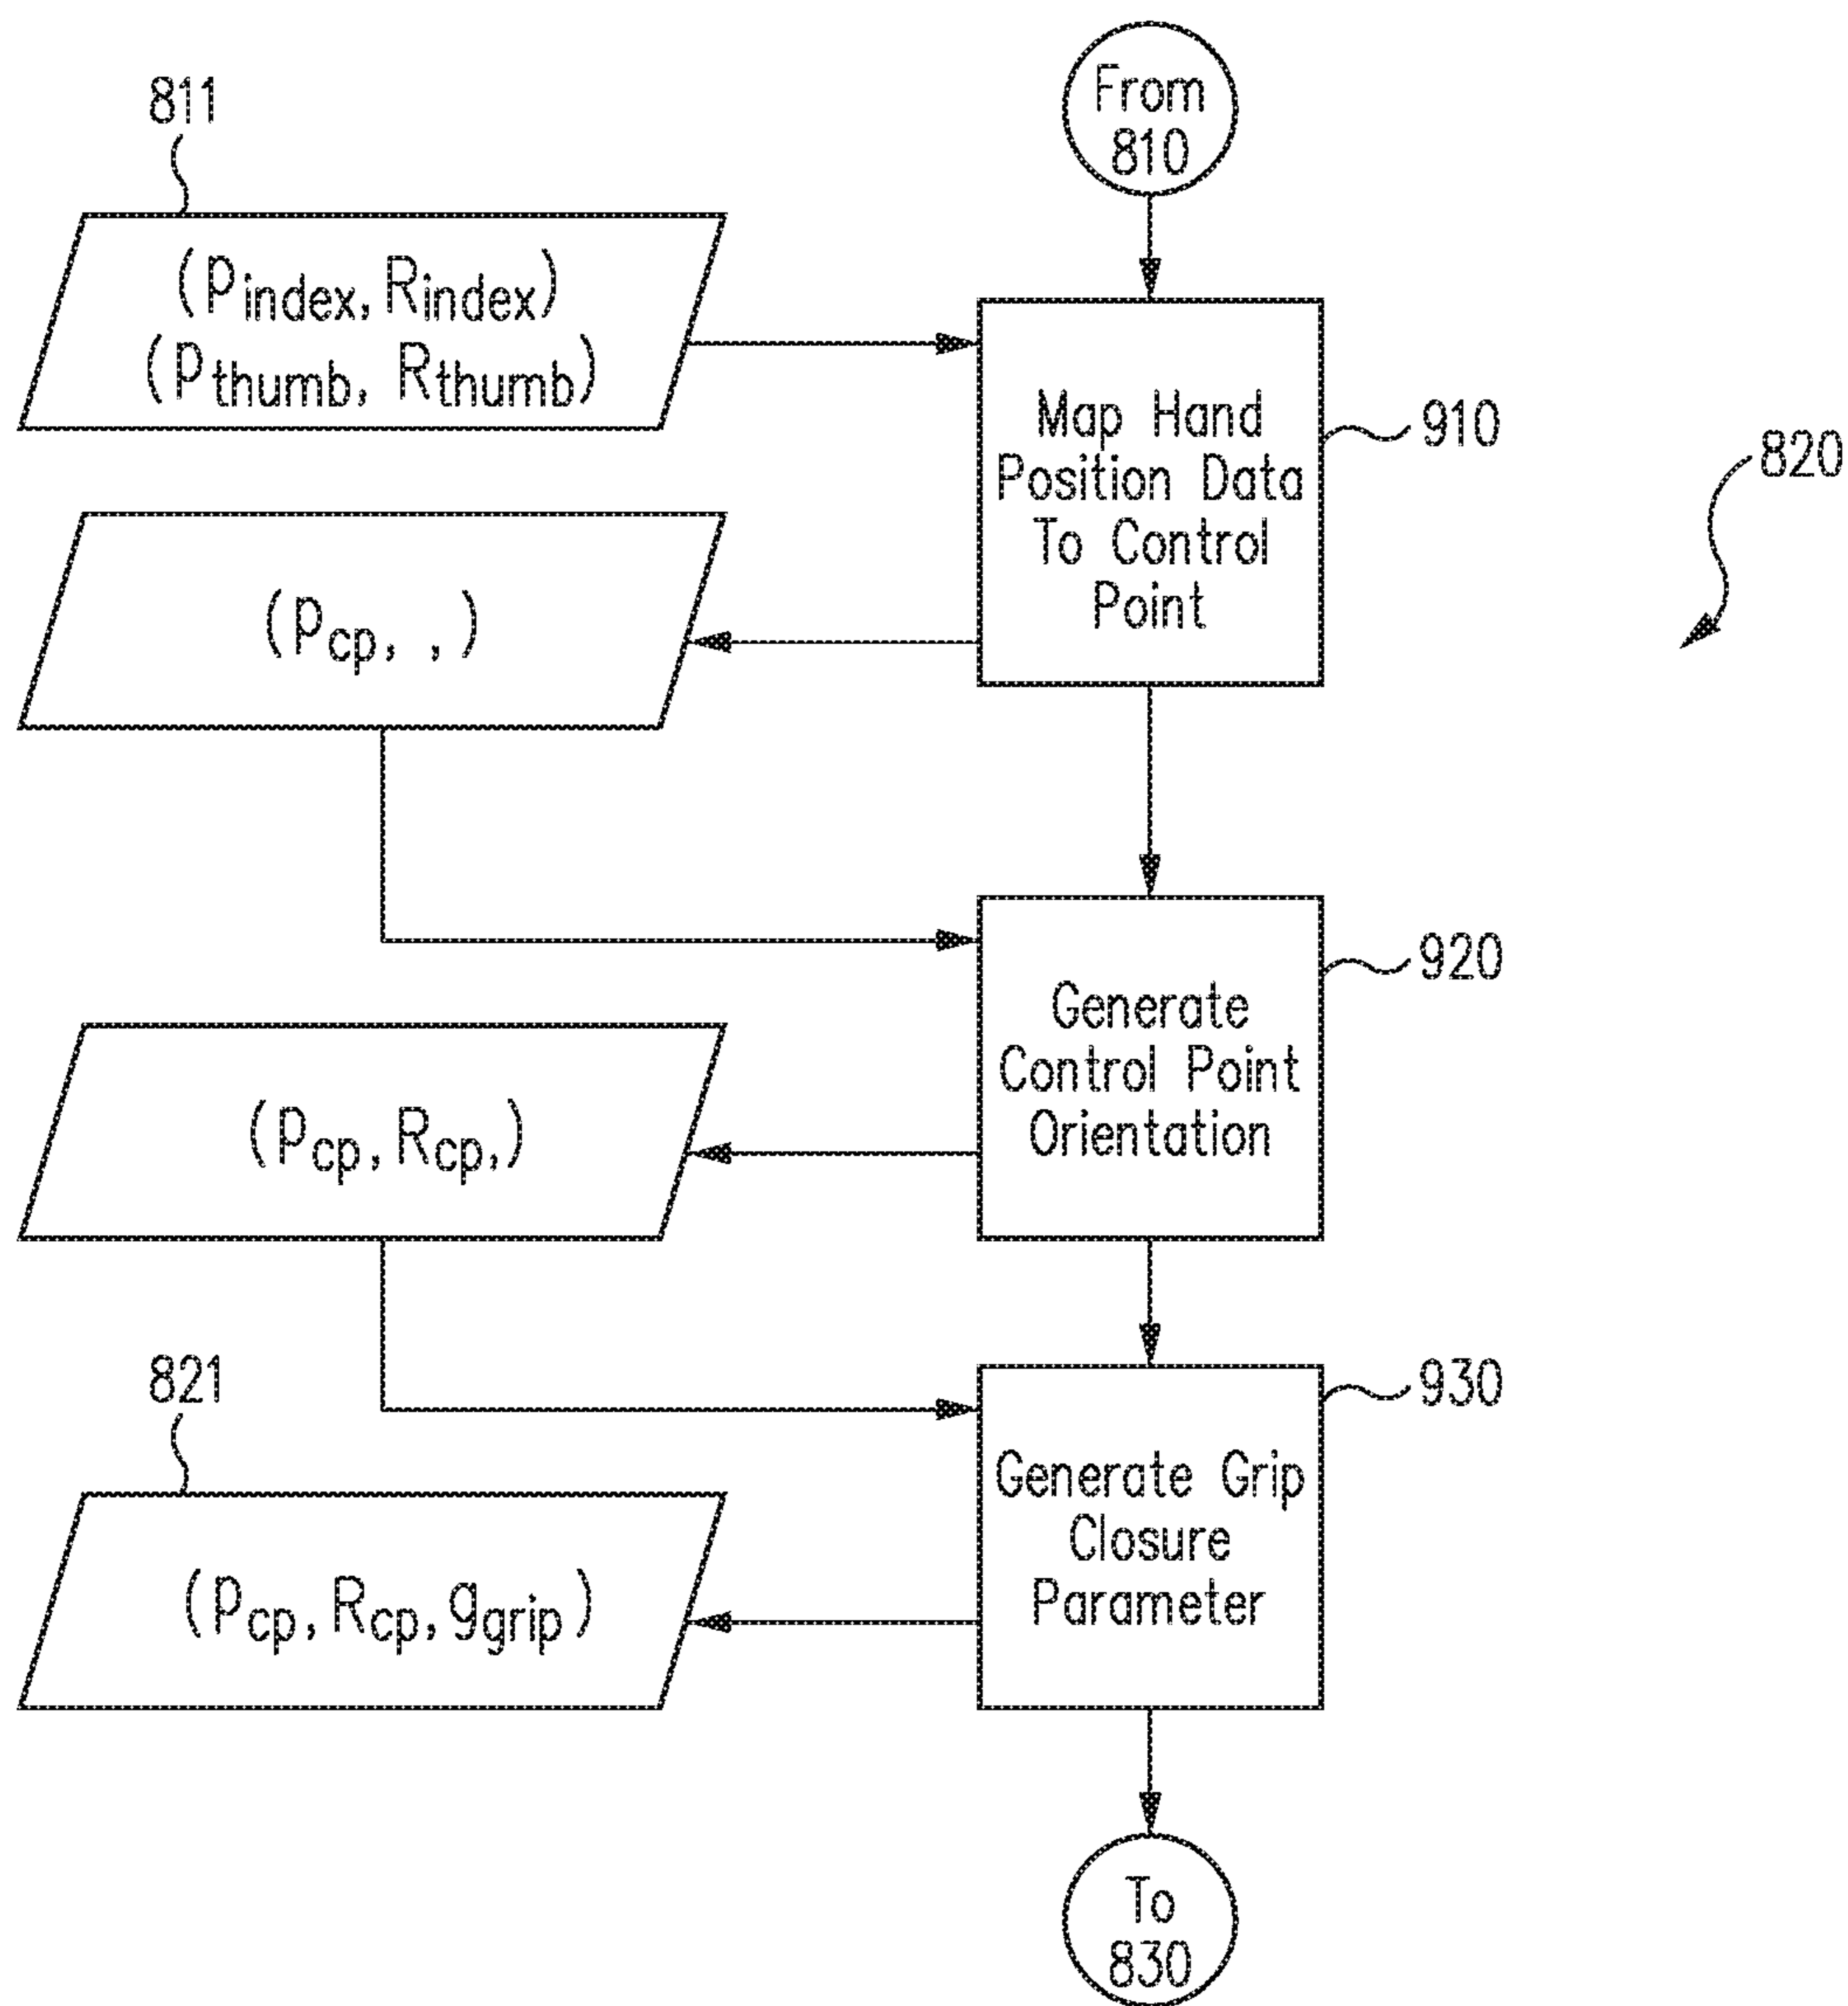 From
810
811
(pindex, Rindex)
(pthumb, Rthumb)
Map Hand
Position Data
To Control
Point
910
820
(pcp, , )
Generate
Control Point
Orientation
920
(pcp, Rcp,)
Generate Grip
Closure
Parameter
930
821
(pcp, Rcp, ggrip)
To
830